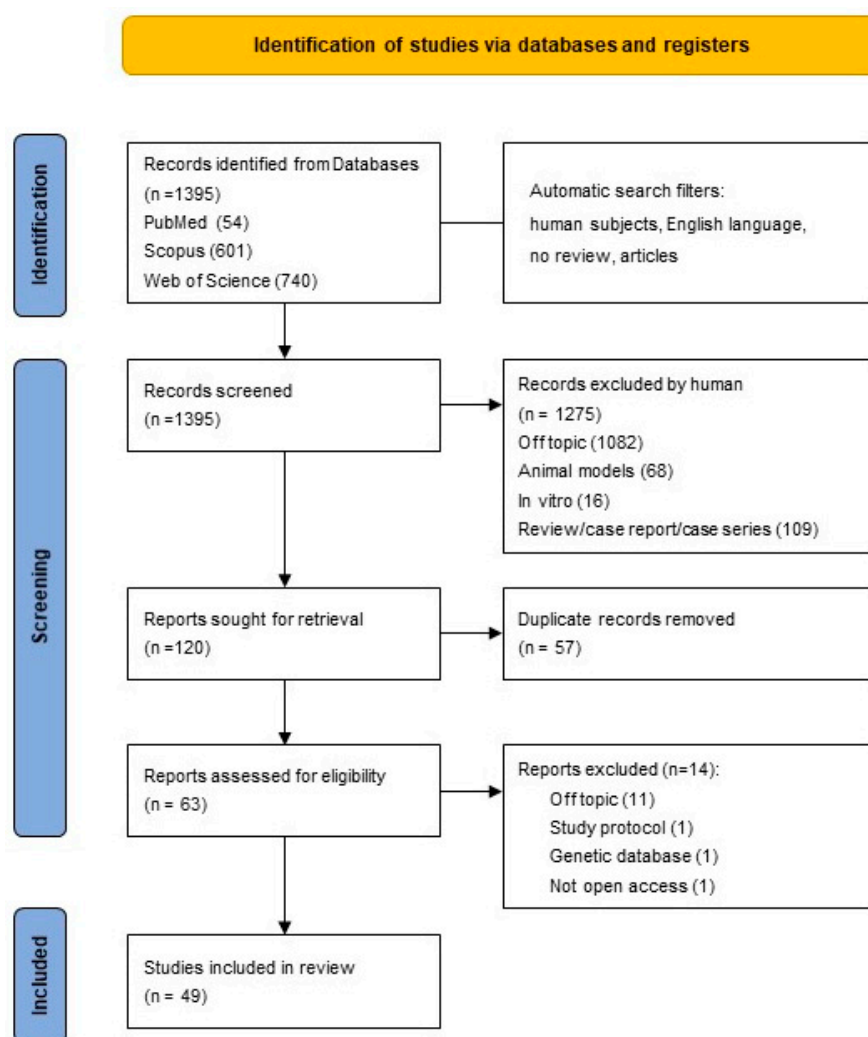 Identification of studies via databases and registers
Identification
Records identified from Databases
(n =1395)
PubMed (54)
Scopus (601)
Web of Science (740)
Automatic search filters:
human subjects, English language,
no review, articles
Screening
Records screened
(n =1395)
Records excluded by human
(n = 1275)
Off topic (1082)
Animal models (68)
In vitro (16)
Review/case report/case series (109)
Reports sought for retrieval
(n =120)
Duplicate records removed
(n = 57)
Reports assessed for eligibility
(n = 63)
Reports excluded (n=14):
Off topic (11)
Study protocol (1)
Genetic database (1)
Not open access (1)
Included
Studies included in review
(n = 49)